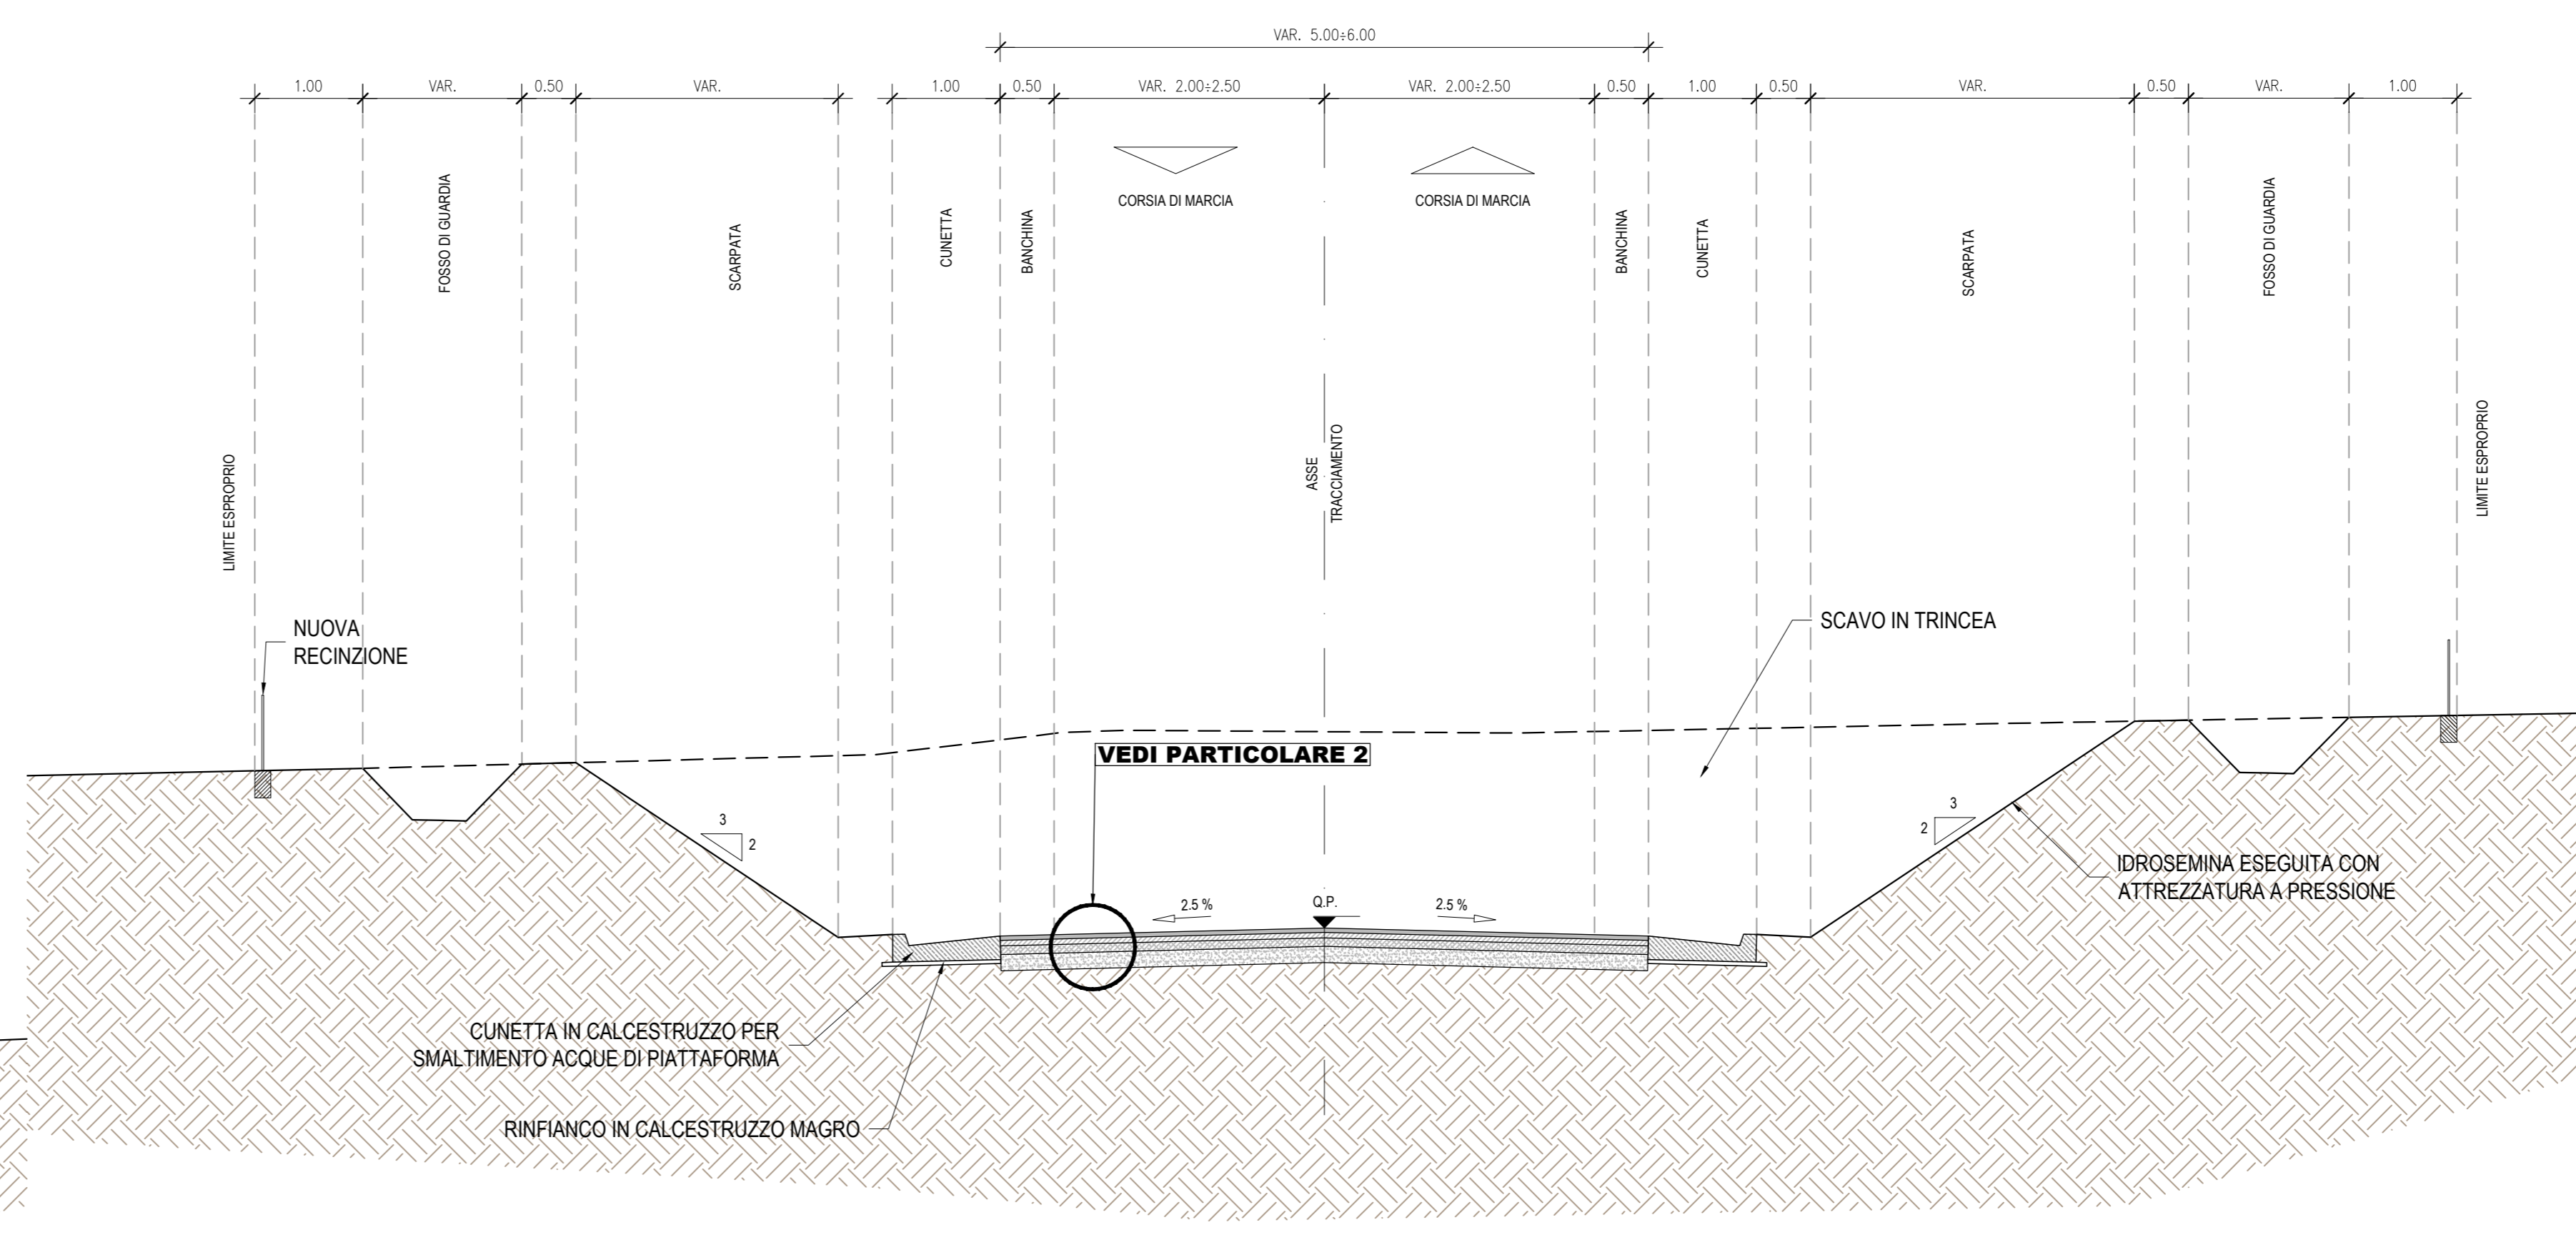 VAR. 5.00÷6.00
1.00 VAR. 0.50 VAR. 1.00 0.50 VAR. 2.00÷2.50 VAR. 2.00÷2.50 0.50 1.00 0.50 VAR. 0.50 VAR. 1.00
CORSIA DI MARCIA CORSIA DI MARCIA
LIMITE ESPROPRIO
FOSSO DI GUARDIA
SCARPATA
CUNETTA
BANCHINA
ASSE
TRACCIAMENTO
BANCHINA
CUNETTA
SCARPATA
FOSSO DI GUARDIA
LIMITE ESPROPRIO
NUOVA
RECINZIONE
SCAVO IN TRINCEA
VEDI PARTICOLARE 2
3
2
3
2
IDROSEMINA ESEGUITA CON
ATTREZZATURA A PRESSIONE
2.5 % Q.P. 2.5 %
CUNETTA IN CALCESTRUZZO PER
SMALTIMENTO ACQUE DI PIATTAFORMA
RINFIANCO IN CALCESTRUZZO MAGRO